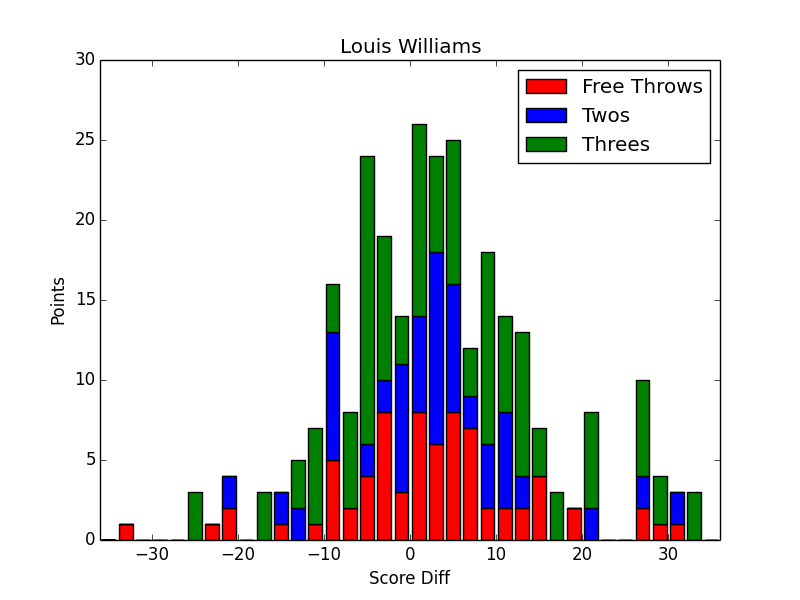 Louis Williams
30
25
20
15
10
5
0
Points
Free Throws
Twos
Threes
−30 −20 −10 0 10 20 30
Score Diff